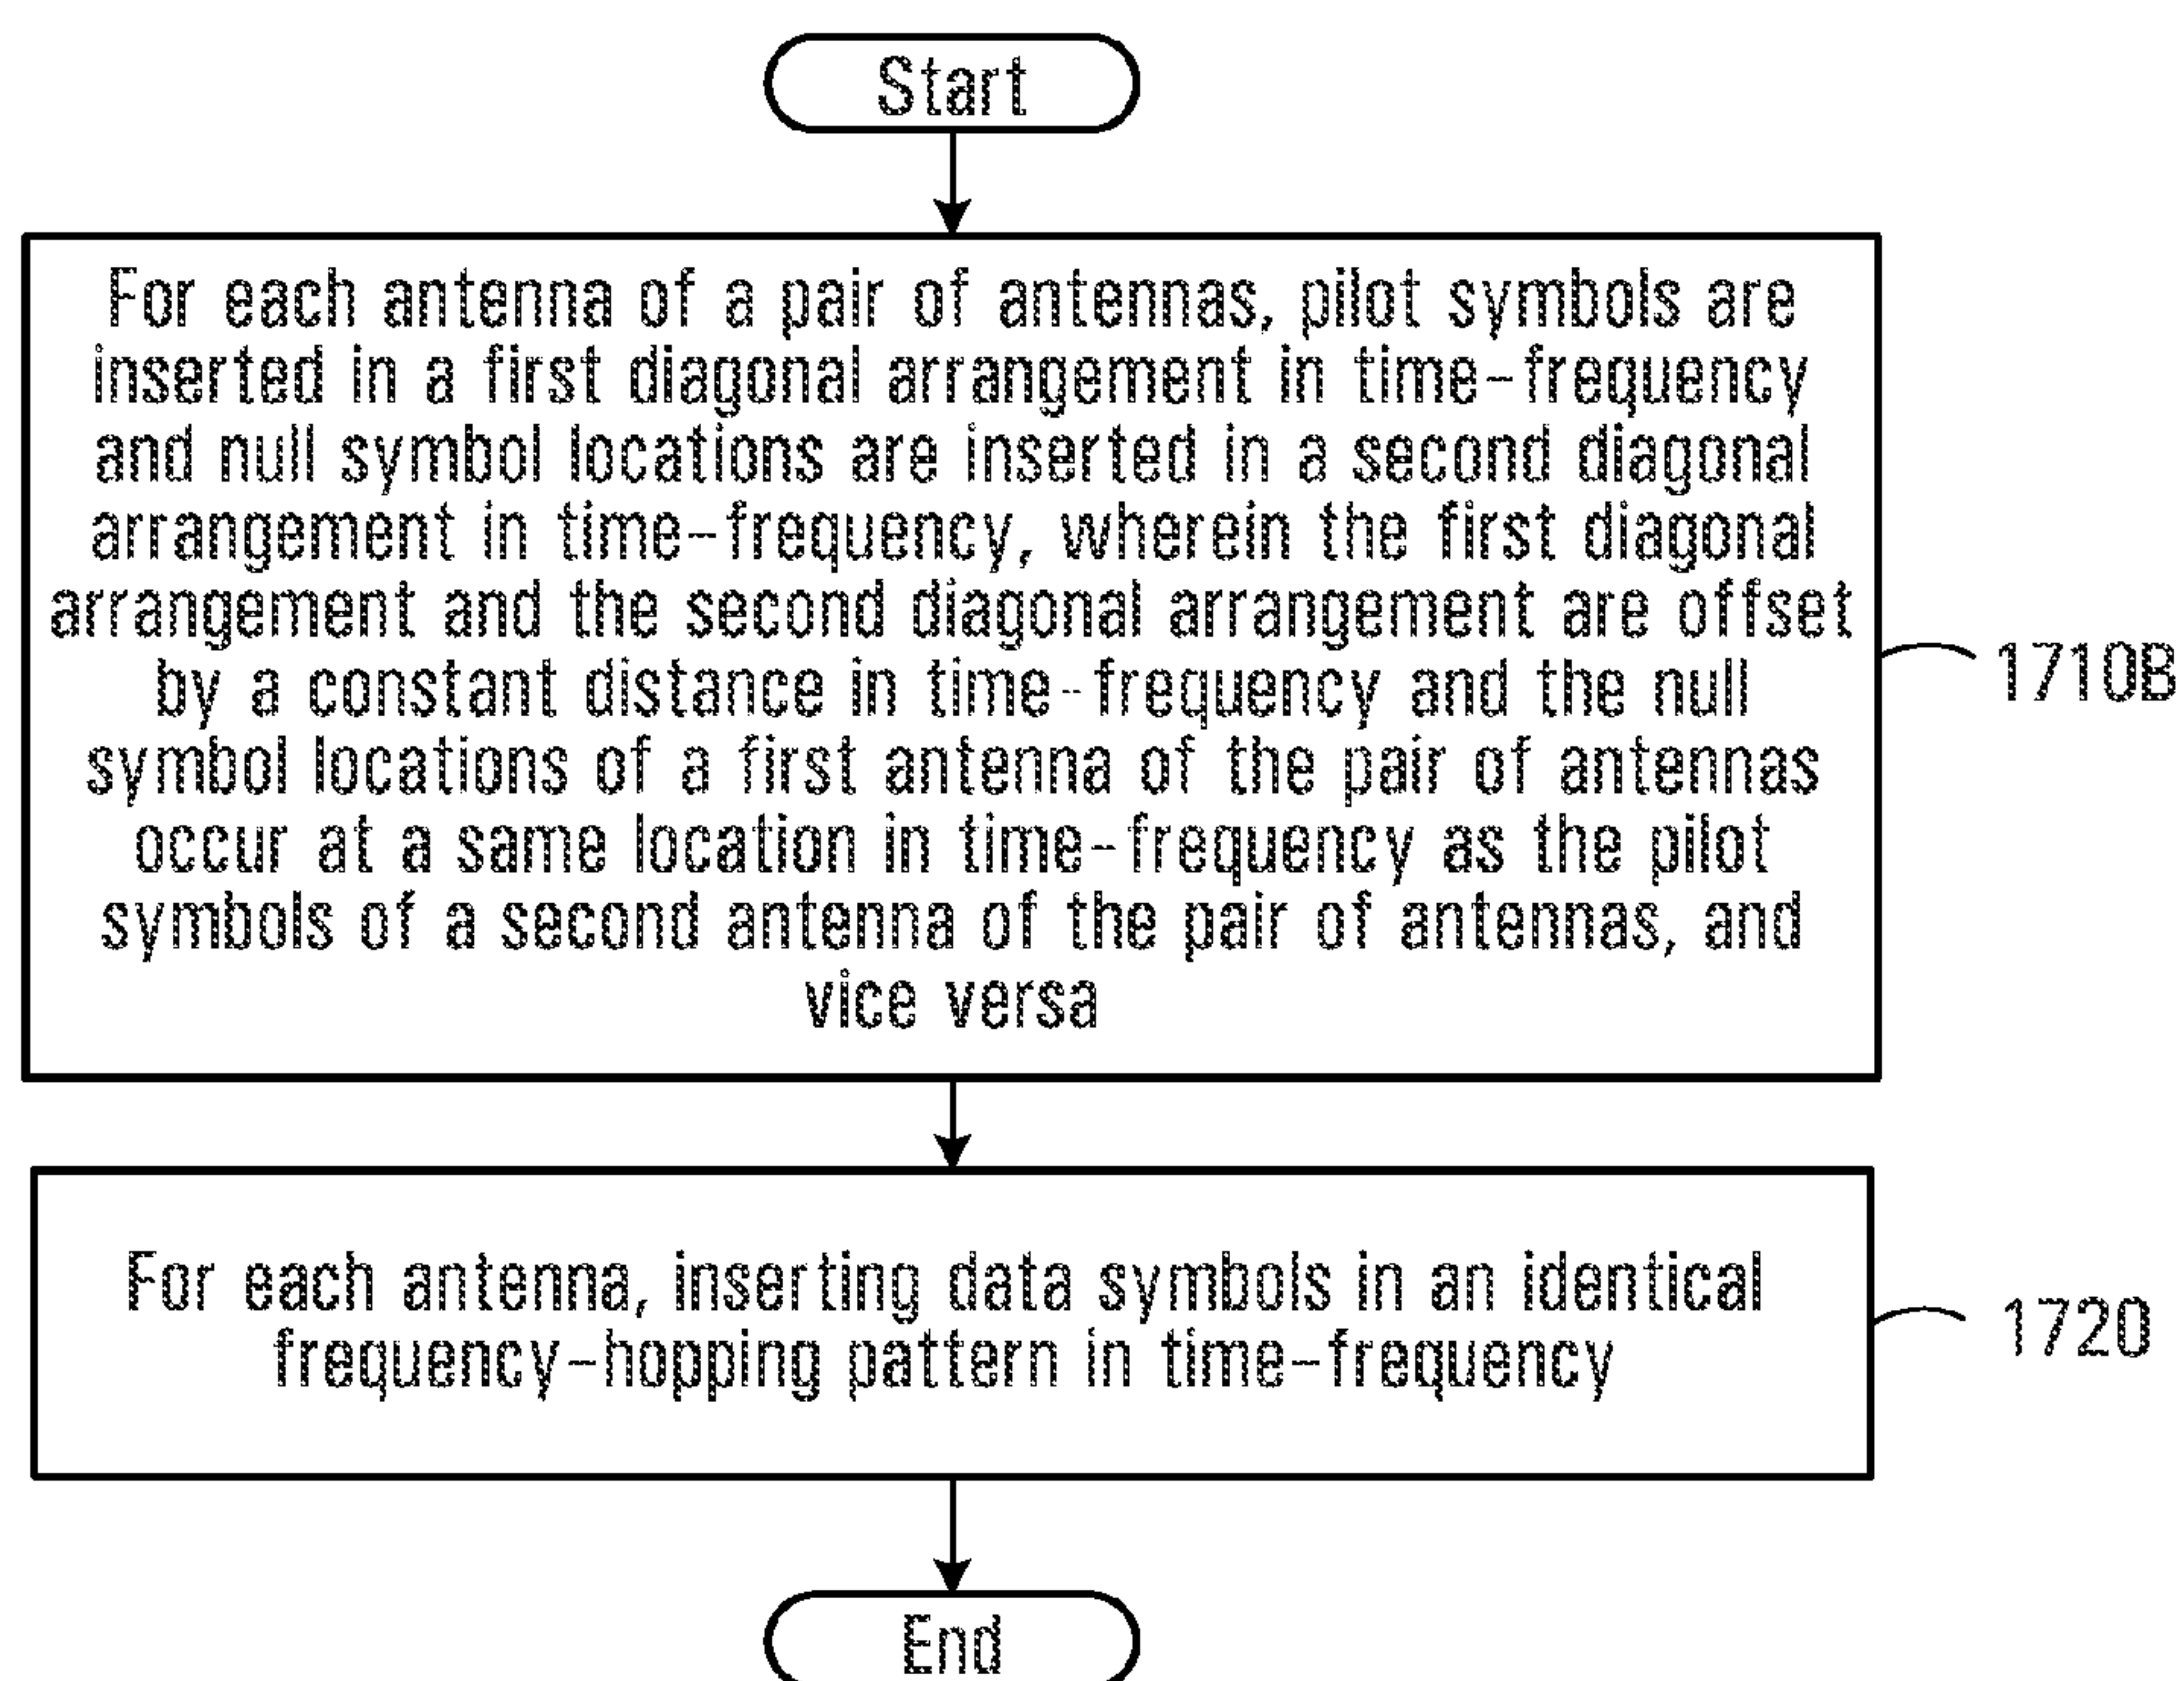 Start
For each antenna of a pair of antennas, pilot symbols are
inserted in a first diagonal arrangement in time-frequency
and null symbol locations are inserted in a second diagonal
arrangement in time-frequency, wherein the first diagonal
arrangement and the second diagonal arrangement are offset
by a constant distance in time-frequency and the null
symbol locations of a first antenna of the pair of antennas
occur at a same location in time-frequency as the pilot
symbols of a second antenna of the pair of antennas, and
vice versa
1710B
For each antenna, inserting data symbols in an identical
frequency-hopping pattern in time-frequency
1720
End